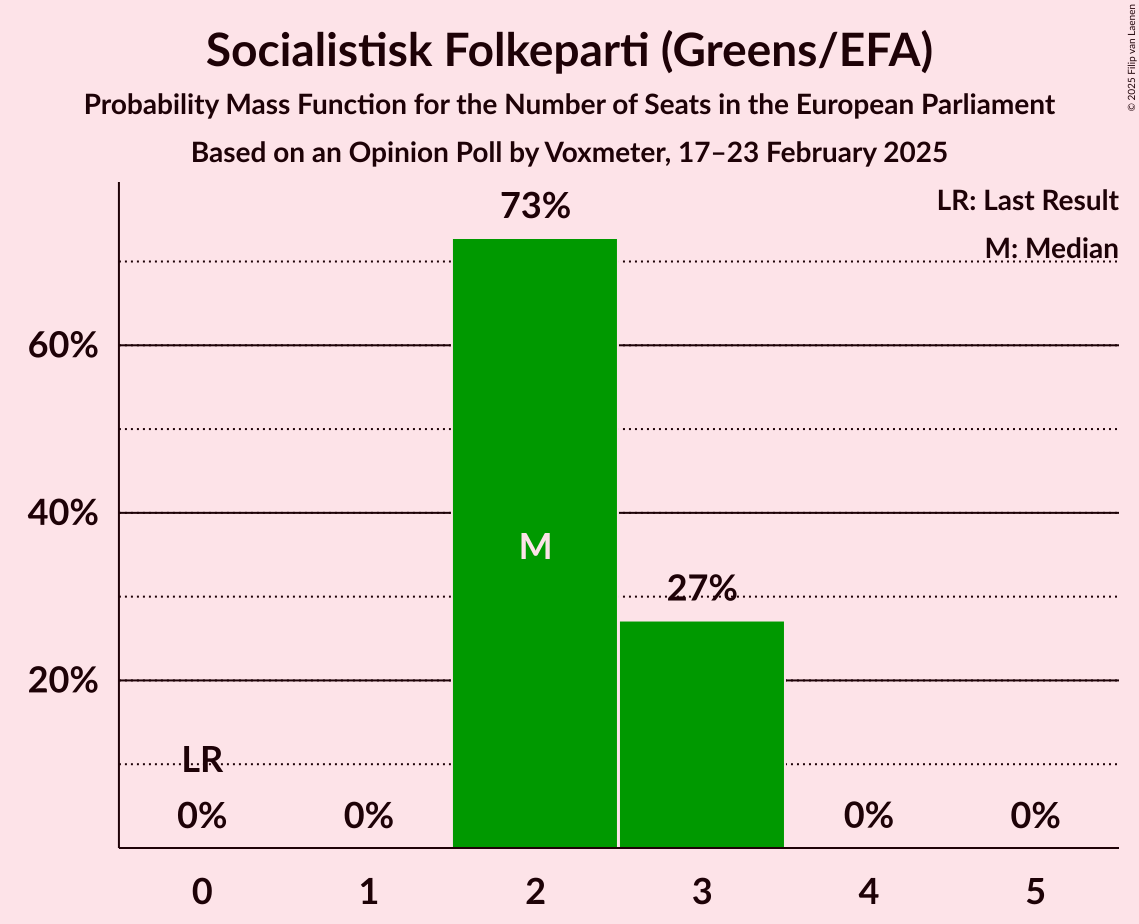 Socialistisk Folkeparti (Greens/EFA)
Probability Mass Function for the Number of Seats in the European Parliament
Based on an Opinion Poll by Voxmeter, 17–23 February 2025
© 2025 Filip van Laenen
LR: Last Result
M: Median
73%
60%
40%
M
27%
20%
LR
0% 0% 0% 0%
0 1 2 3 4 5